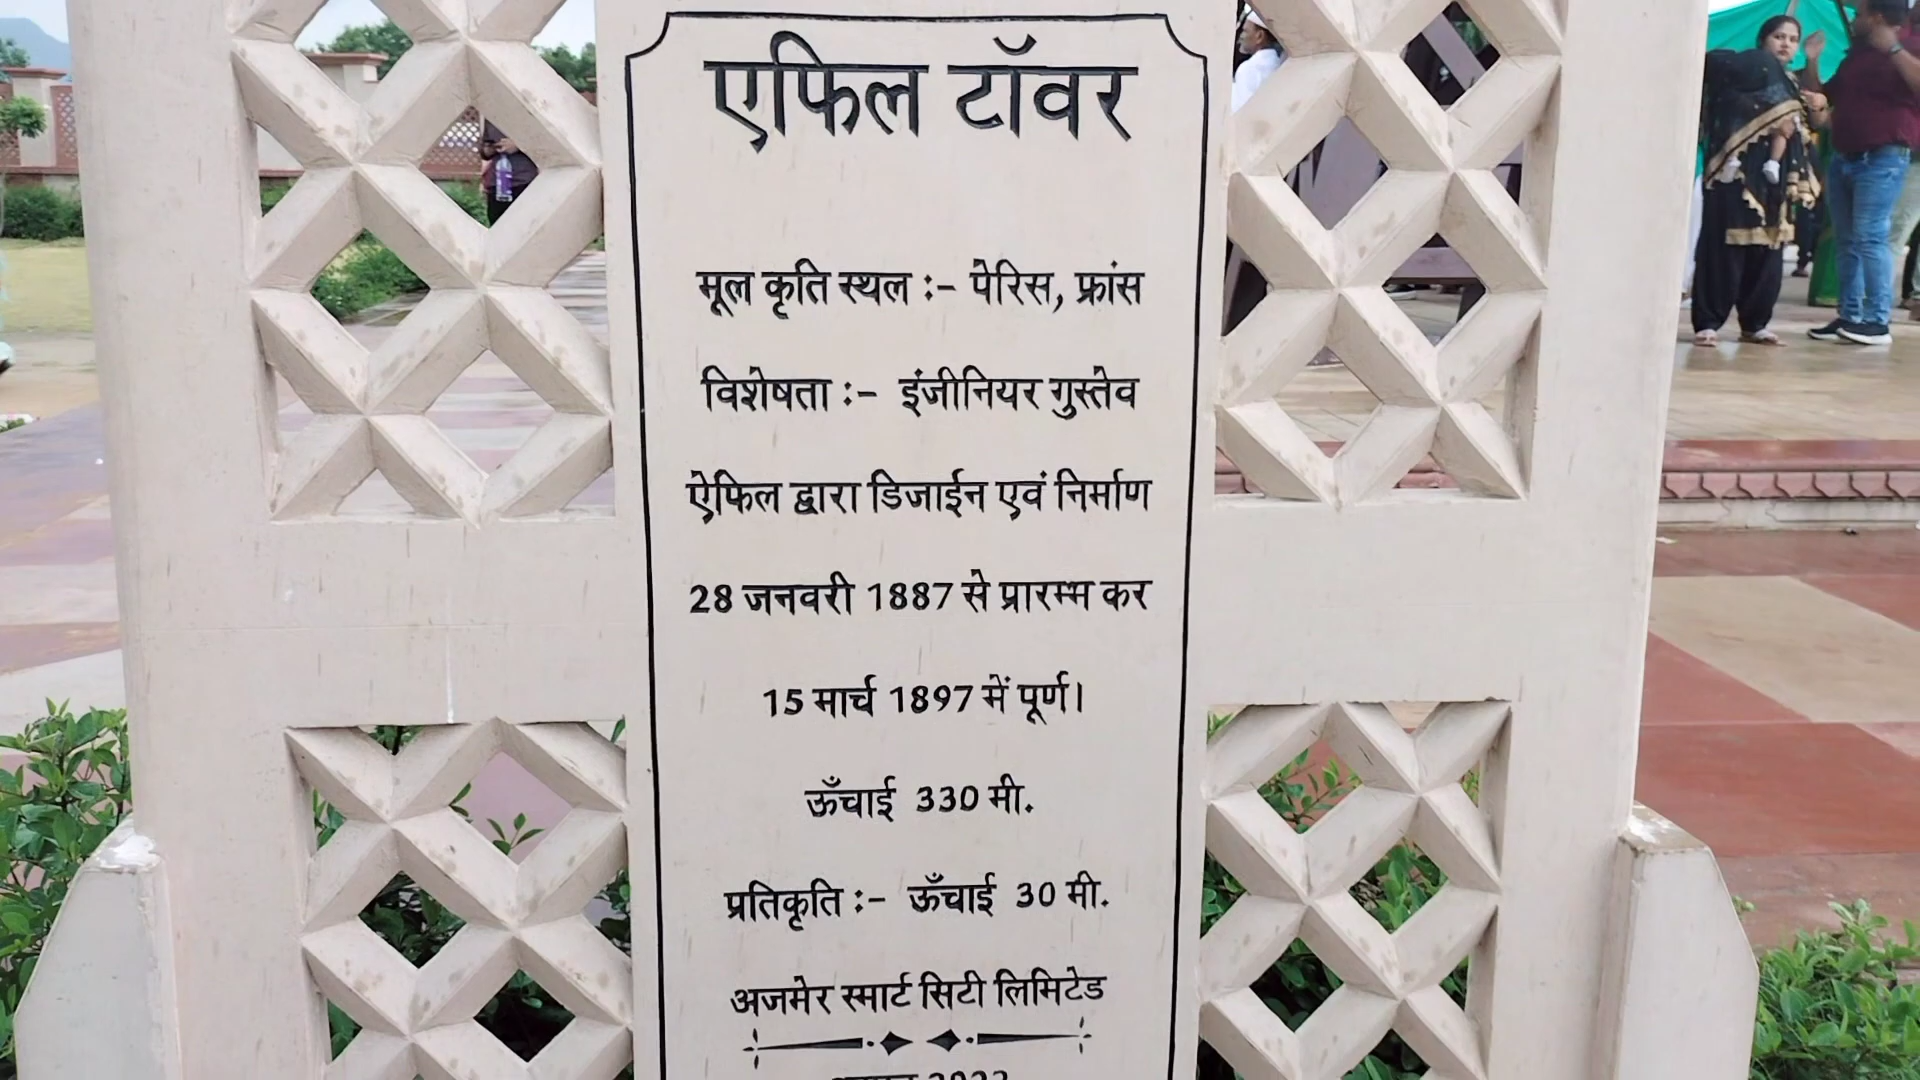 एफिल टॉवर
मूल कृति स्थल :- पेरिस, फ्रांस
विशेषता :- इंजीनियर गुस्तेव
ऐफिल द्वारा डिजाईन एवं निर्माण
28 जनवरी 1887 से प्रारम्भ कर
15 मार्च 1897 में पूर्ण।
ऊँचाई 330 मी.
प्रतिकृति :- ऊँचाई 30 मी.
अजमेर स्मार्ट सिटी लिमिटेड